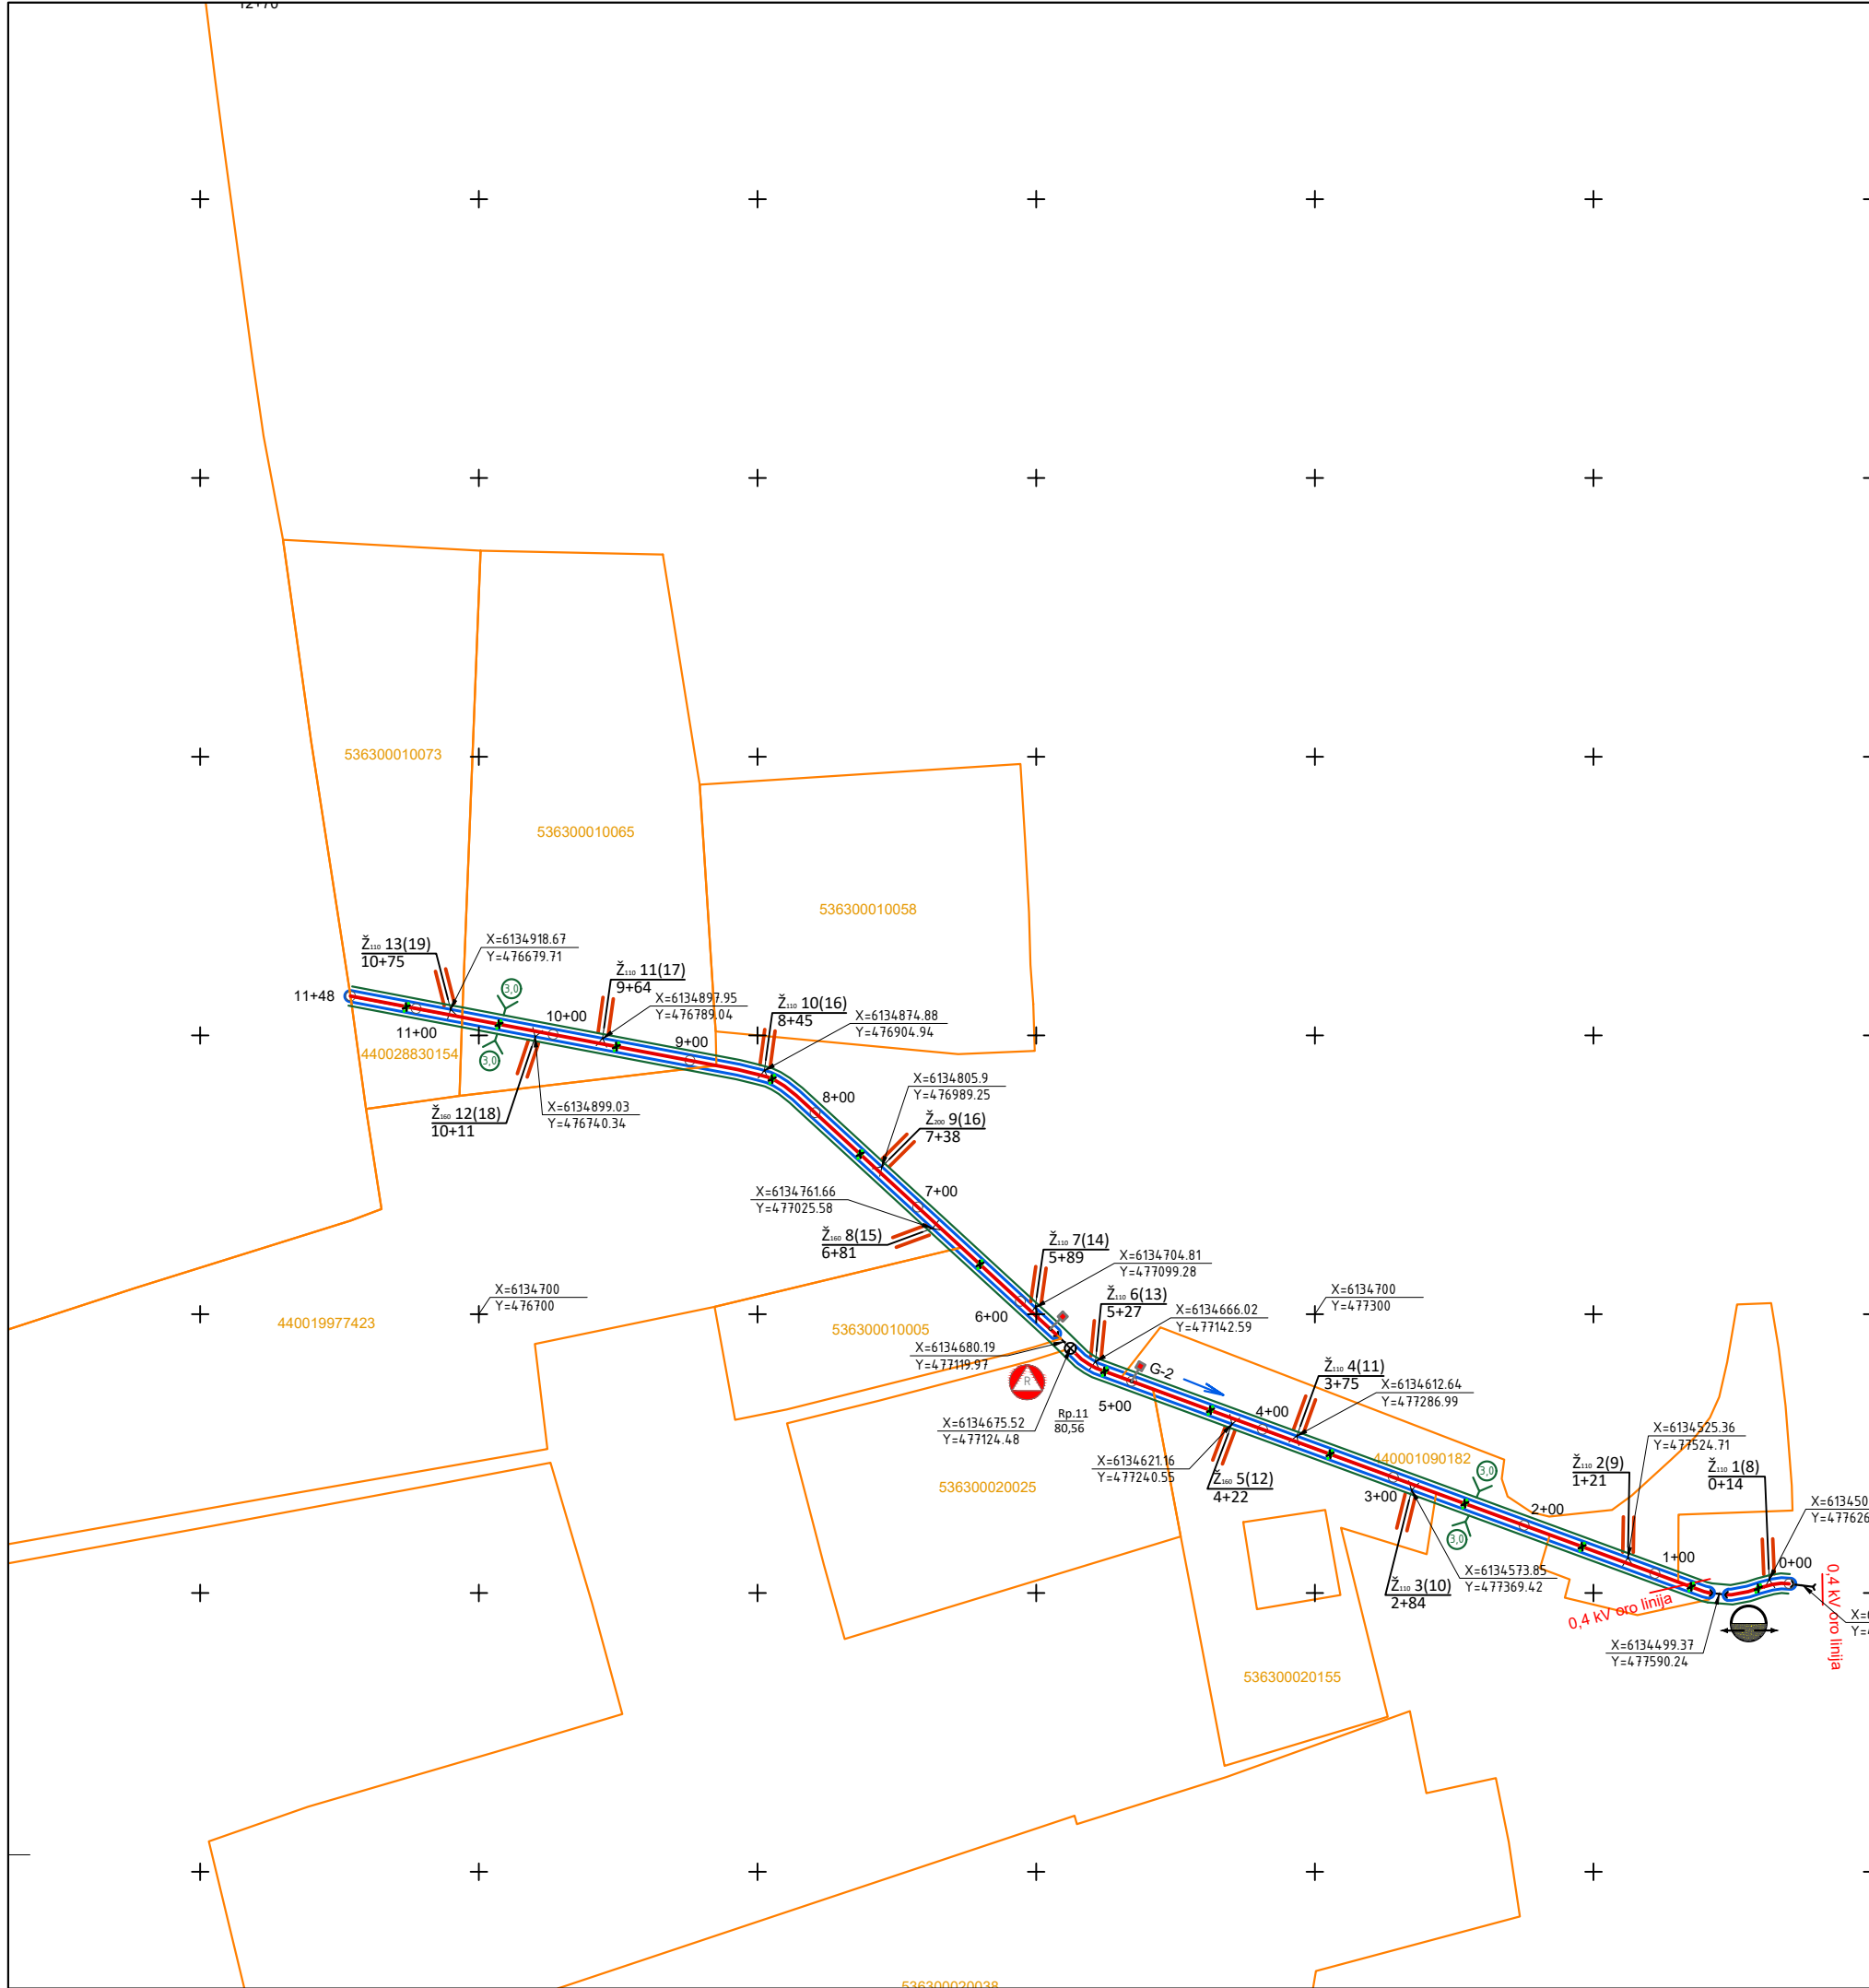 536300010073
536300010065
536300010058
Ž₁₁₀ 13(19)
10+75
X=6134918.67
Y=476679.71
3,0
Ž₁₁₀ 11(17)
9+64
X=6134897.95
Y=476789.04
Ž₁₁₀ 10(16)
8+45
X=6134874.88
Y=476904.94
11+48
11+00
10+00
9+00
440028830154
3,0
Ž₁₆₀ 12(18)
10+11
X=6134899.03
Y=476740.34
8+00
X=6134805.9
Y=476989.25
Ž₂₀₀ 9(16)
7+38
X=6134761.66
Y=477025.58
7+00
Ž₁₆₀ 8(15)
6+81
Ž₁₁₀ 7(14)
5+89
X=6134704.81
Y=477099.28
X=6134700
Y=476700
440019977423
536300010005
6+00
Ž₁₁₀ 6(13)
5+27
X=6134666.02
Y=477142.59
X=6134700
Y=477300
X=6134680.19
Y=477119.97
R
G-2
5+00
Rp.11
80,56
X=6134675.52
Y=477124.48
Ž₁₁₀ 4(11)
3+75
X=6134612.64
Y=477286.99
4+00
X=6134621.16
Y=477240.55
Ž₁₆₀ 5(12)
4+22
536300020025
440001090182
3,0
X=6134525.36
Y=477524.71
Ž₁₁₀ 2(9)
1+21
Ž₁₁₀ 1(8)
0+14
3+00
2+00
3,0
1+00
0+00
Ž₁₁₀ 3(10)
2+84
X=6134573.85
Y=477369.42
0,4 kV oro linija
0,4 kV oro linija
X=6134499.37
Y=477590.24
536300020155